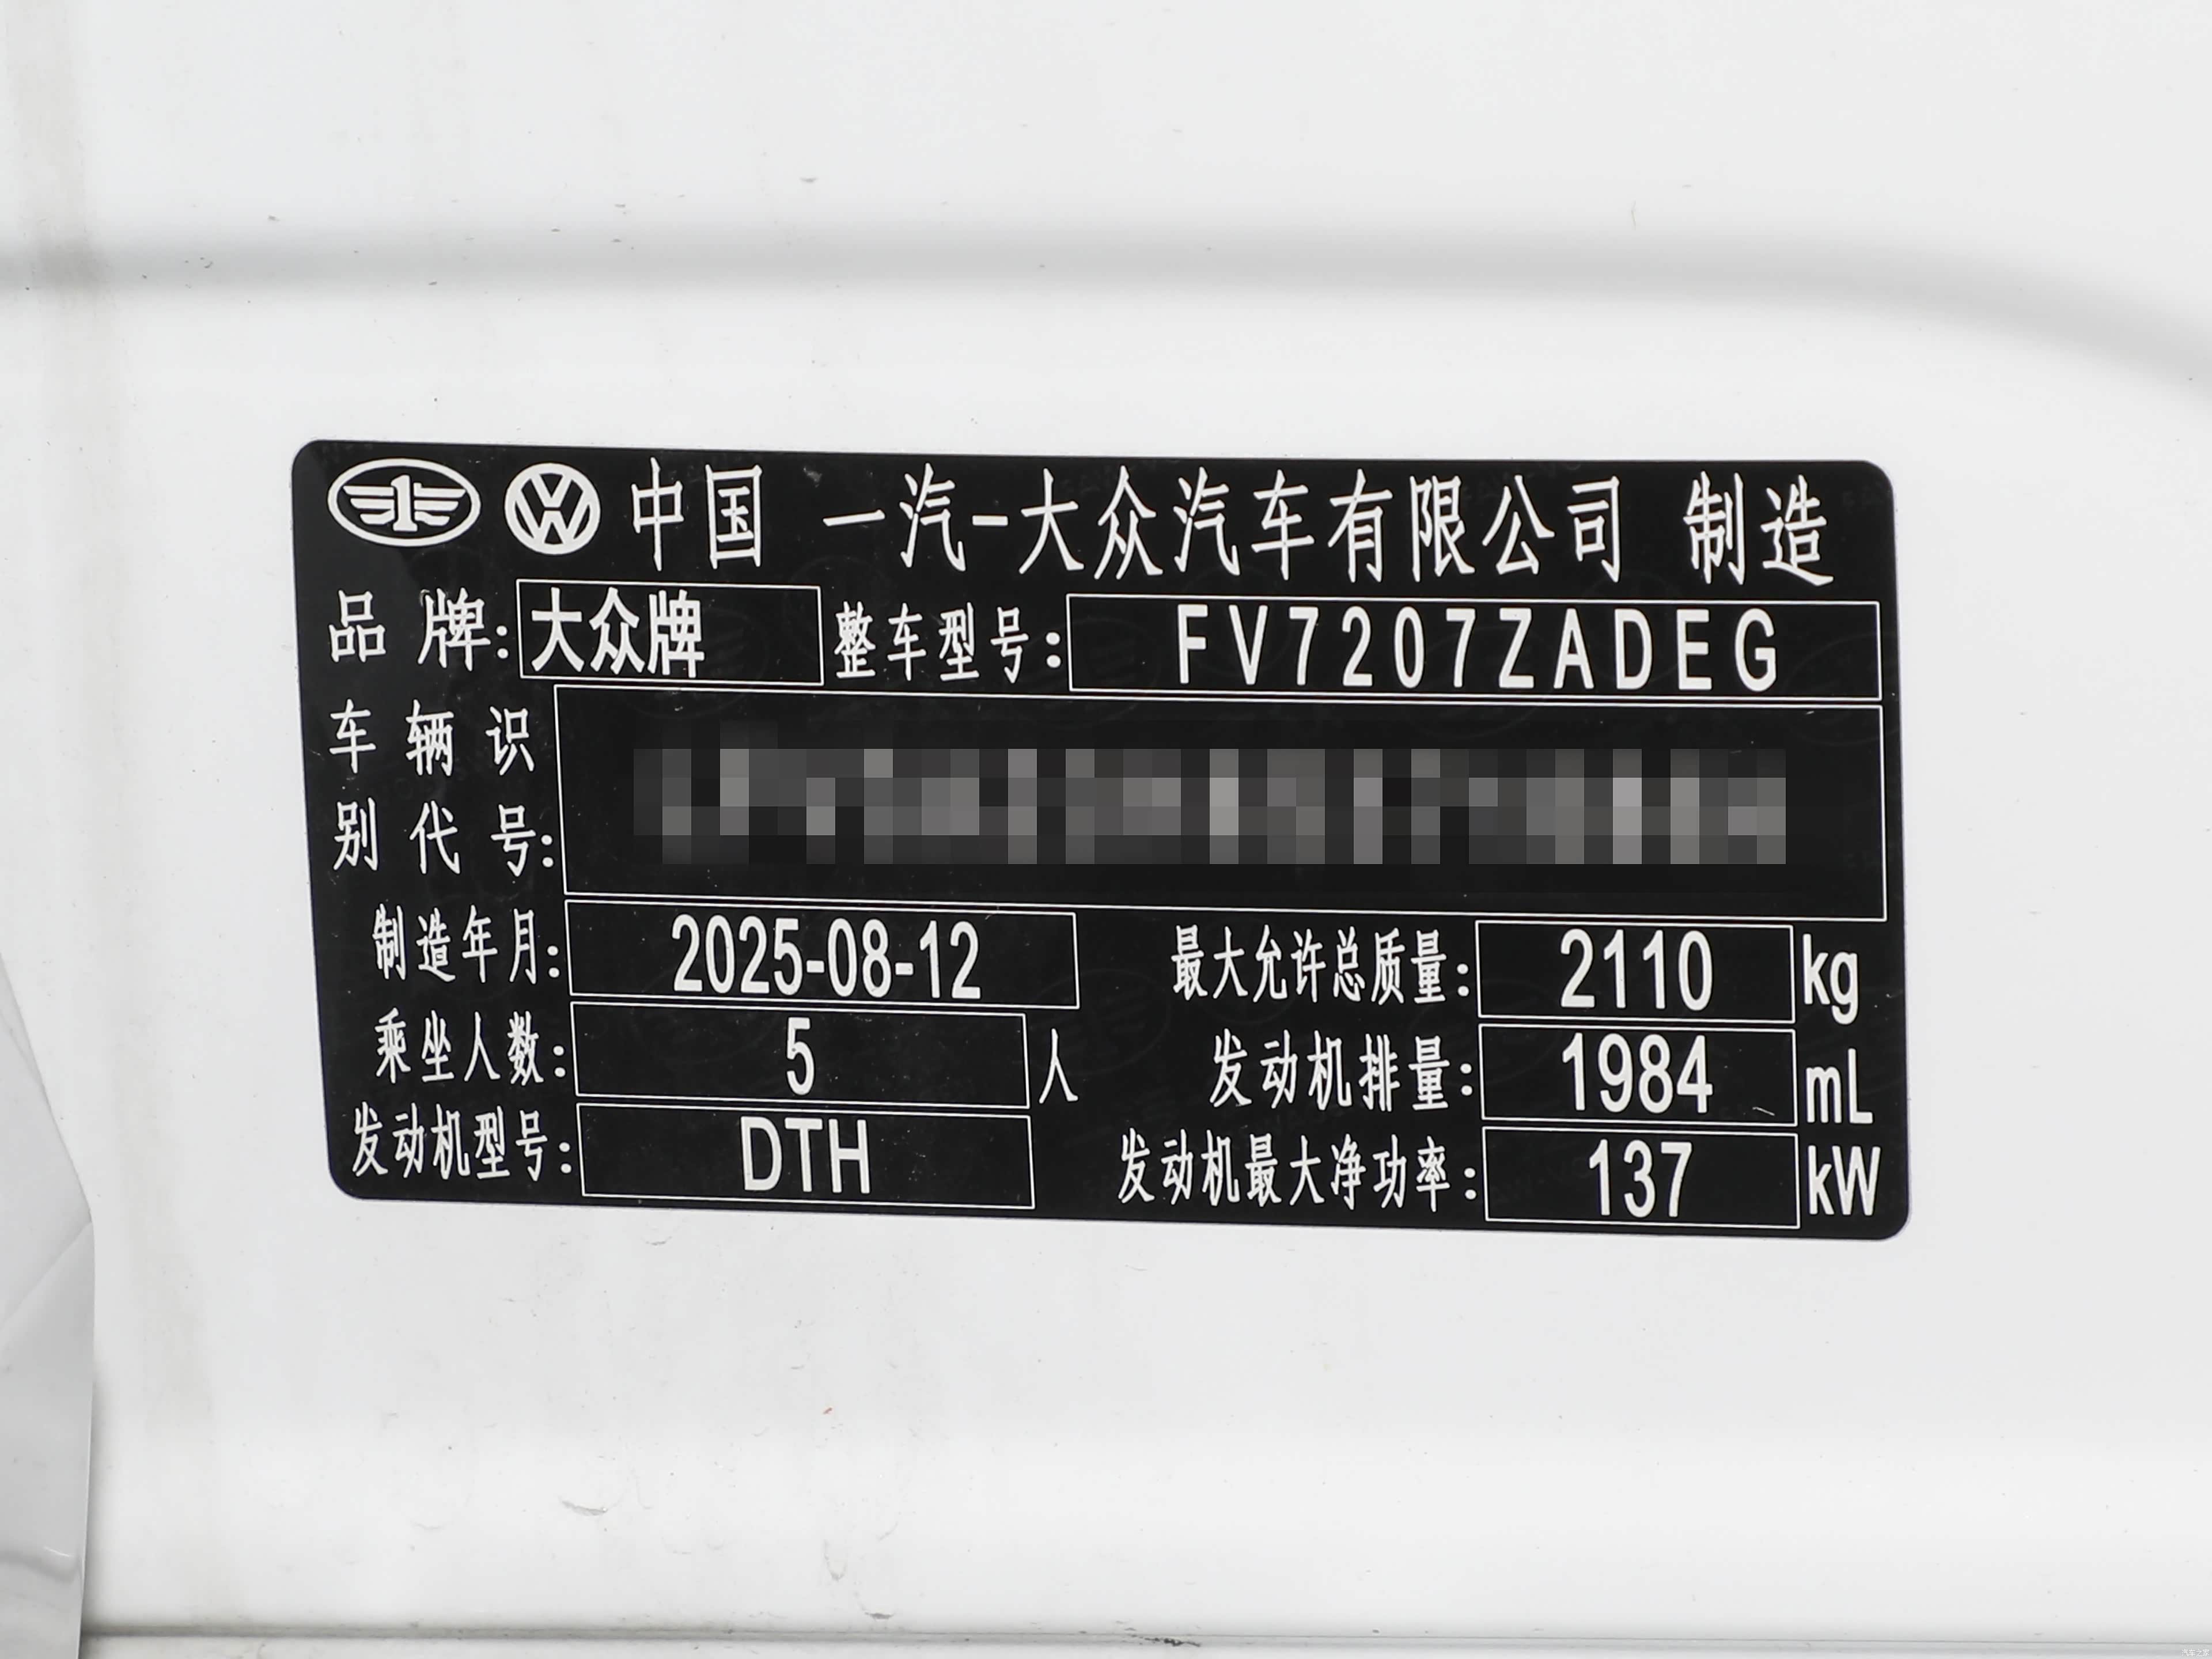 中国 一汽-大众汽车有限公司 制造
品牌: 大众牌 整车型号: FV7207ZADEG
车辆识
别代号:
制造年月: 2025-08-12 最大允许总质量: 2110 kg
乘坐人数: 5 人 发动机排量: 1984 mL
发动机型号: DTH 发动机最大净功率: 137 kW